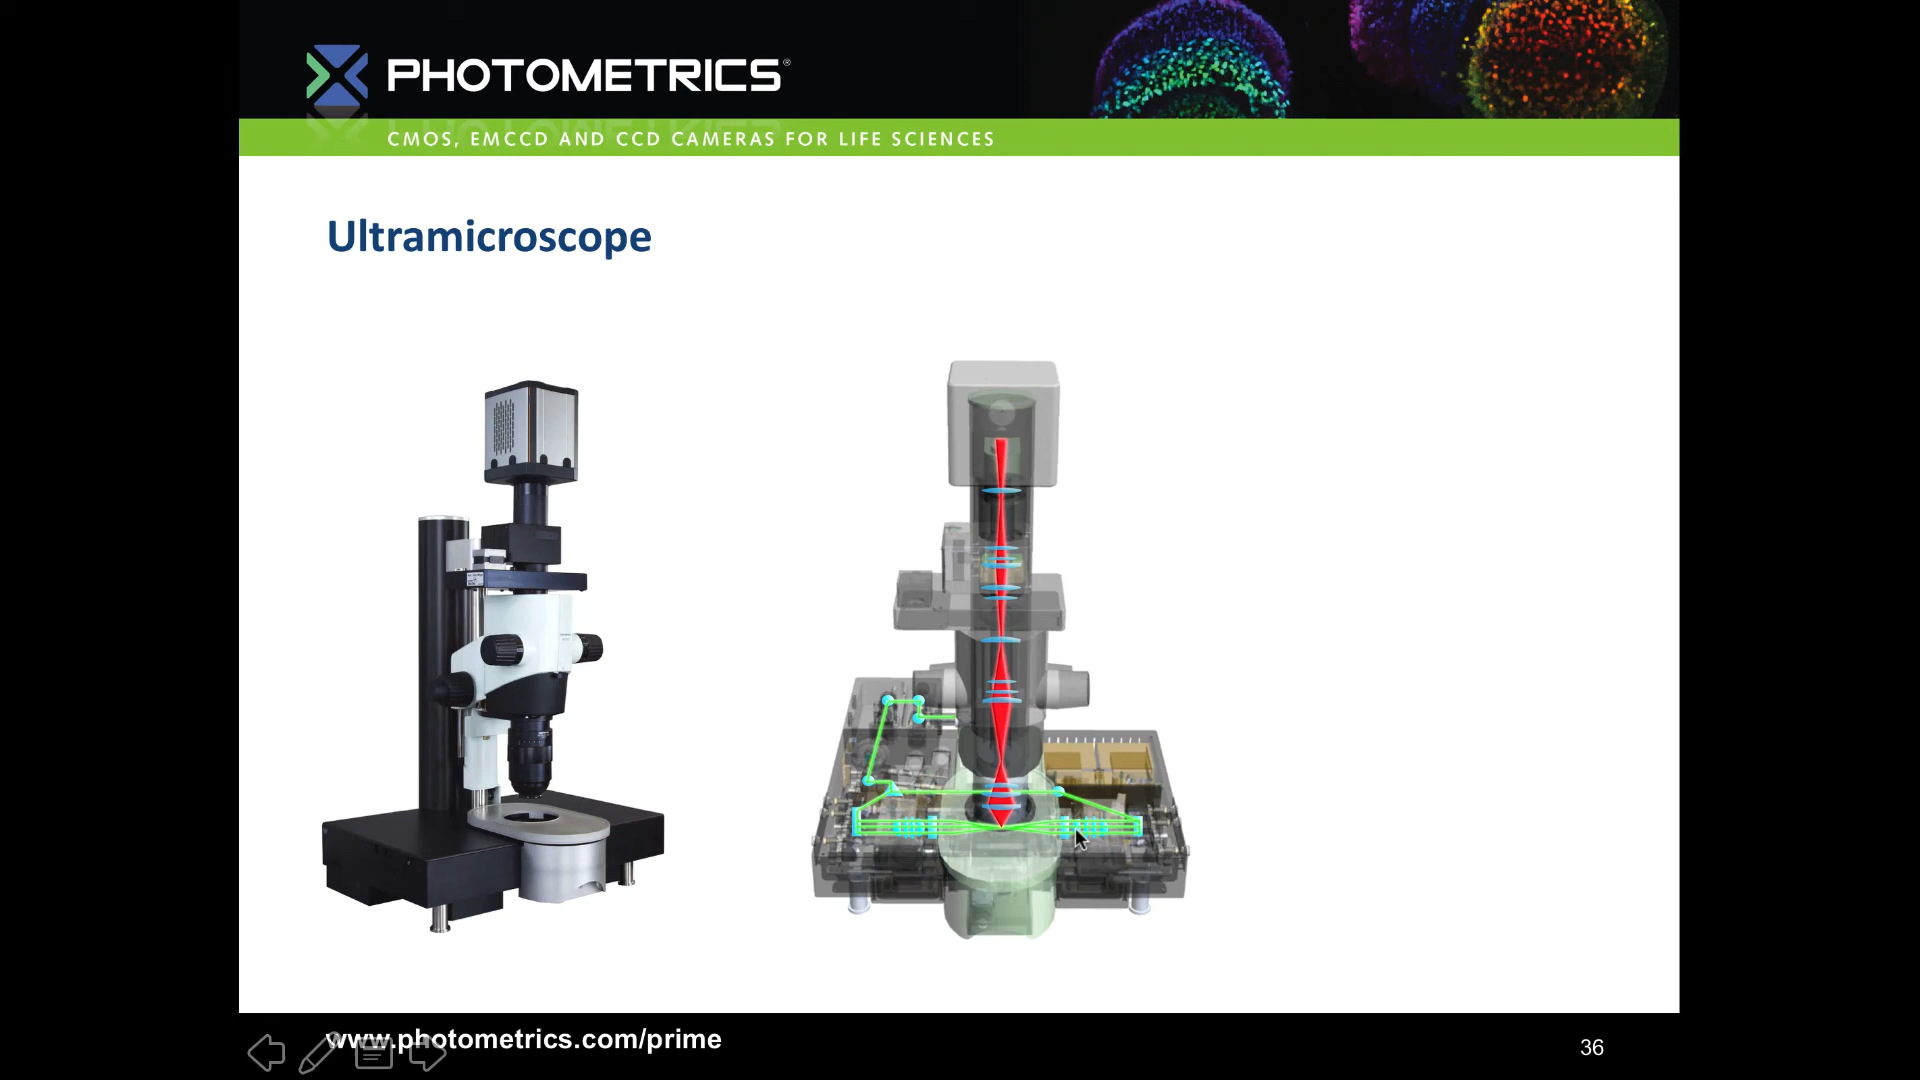 PHOTOMETRICS®
CMOS, EMCCD AND CCD CAMERAS FOR LIFE SCIENCES
Ultramicroscope
www.photometrics.com/prime
36